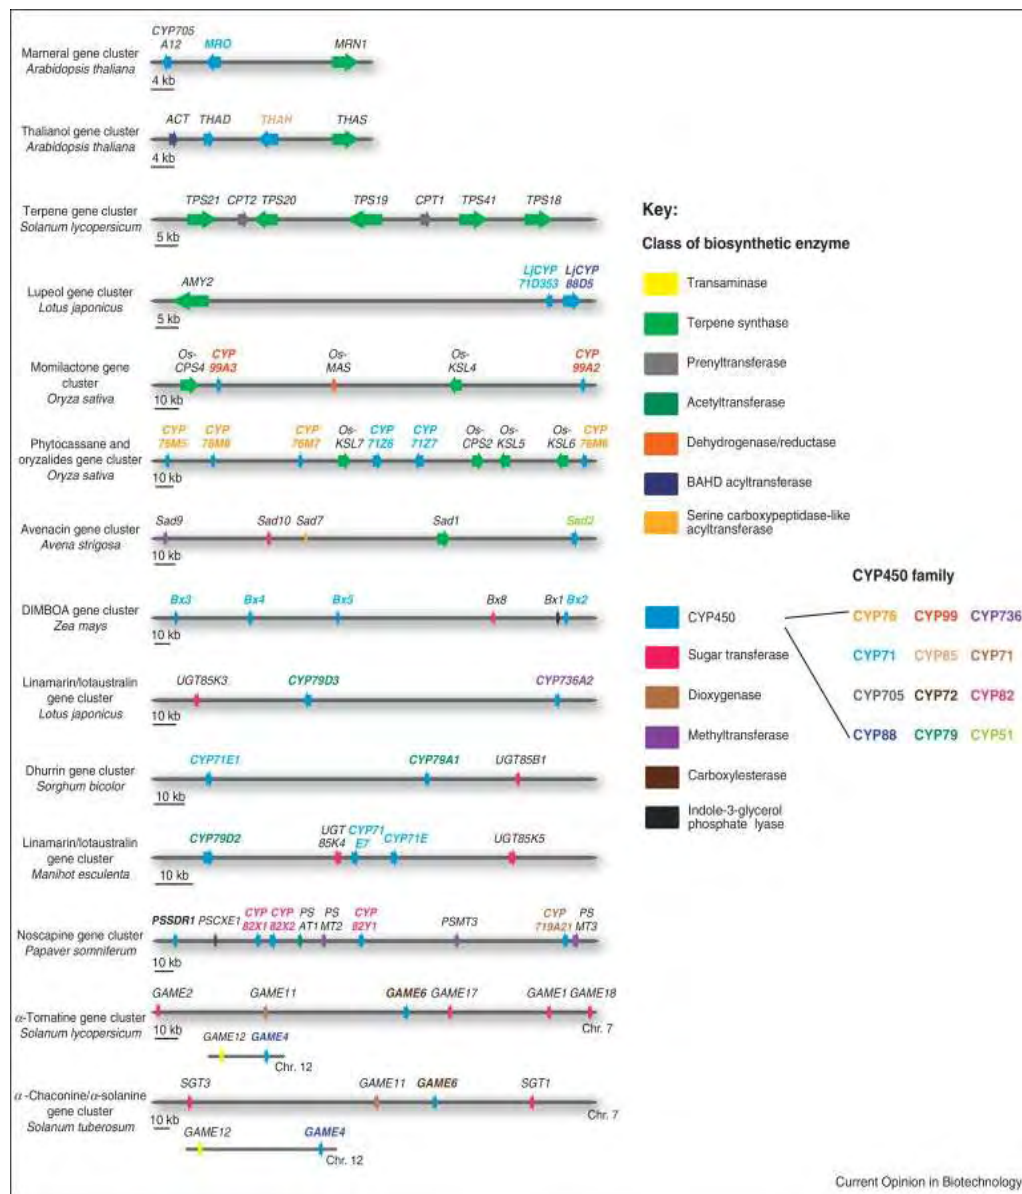 CYP705
A12
MRO
MRN1
Marneral gene cluster
Arabidopsis thaliana
4 kb
ACT
THAD
THAH
THAS
Thalianol gene cluster
Arabidopsis thaliana
4 kb
TPS21
CPT2
TPS20
TPS19
CPT1
TPS41
TPS18
Terpene gene cluster
Solanum lycopersicum
5 kb
AMY2
LjCYP
71D353
LjCYP
88D5
Lupeol gene cluster
Lotus japonicus
5 kb
Os-
CPS4
CYP
99A3
Os-
MAS
Os-
KSL4
CYP
99A2
Momilactone gene
cluster
Oryza sativa
10 kb
CYP
76M5
CYP
76M8
CYP
76M7
Os-
KSL7
CYP
71Z6
CYP
71Z7
Os-
CPS2
Os-
KSL5
Os-
KSL6
CYP
76M6
Phytocassane and
oryzalides gene cluster
Oryza sativa
10 kb
Sad9
Sad10
Sad7
Sad1
Sad2
Avenacin gene cluster
Avena strigosa
10 kb
Bx3
Bx4
Bx5
Bx8
Bx1
Bx2
DIMBOA gene cluster
Zea mays
10 kb
UGT85K3
CYP79D3
CYP736A2
Linamarin/lotaustralin
gene cluster
Lotus japonicus
10 kb
CYP71E1
CYP79A1
UGT85B1
Dhurrin gene cluster
Sorghum bicolor
10 kb
CYP79D2
UGT
85K4
CYP71
E7
CYP71E
UGT85K5
Linamarin/lotaustralin
gene cluster
Manihot esculenta
10 kb
PSSDR1
PSCXE1
CYP
82X1
CYP
82X2
PS
AT1
PS
MT2
CYP
82Y1
PSMT3
CYP
719A21
PS
MT3
Noscapine gene cluster
Papaver somniferum
10 kb
GAME2
GAME11
GAME6
GAME17
GAME1
GAME18
α-Tomatine gene cluster
Solanum lycopersicum
10 kb
Chr. 7
GAME12
GAME4
Chr. 12
SGT3
GAME11
GAME6
SGT1
α-Chaconine/α-solanine
gene cluster
Solanum tuberosum
10 kb
Chr. 7
GAME12
GAME4
Chr. 12
Key:
Class of biosynthetic enzyme
Transaminase
Terpene synthase
Prenyltransferase
Acetyltransferase
Dehydrogenase/reductase
BAHD acyltransferase
Serine carboxypeptidase-like
acyltransferase
CYP450
Sugar transferase
Dioxygenase
Methyltransferase
Carboxylesterase
Indole-3-glycerol
phosphate lyase
CYP450 family
CYP76 CYP99 CYP736
CYP71 CYP85 CYP71
CYP705 CYP72 CYP82
CYP88 CYP79 CYP51
Current Opinion in Biotechnology